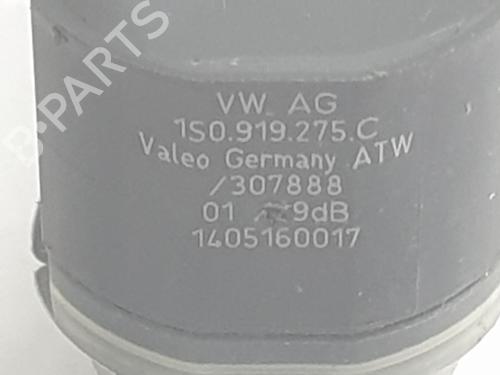 VW AG
1S0.919.275.C
Valeo Germany ATW
/307888
01 9dB
1405160017
B-PARTS